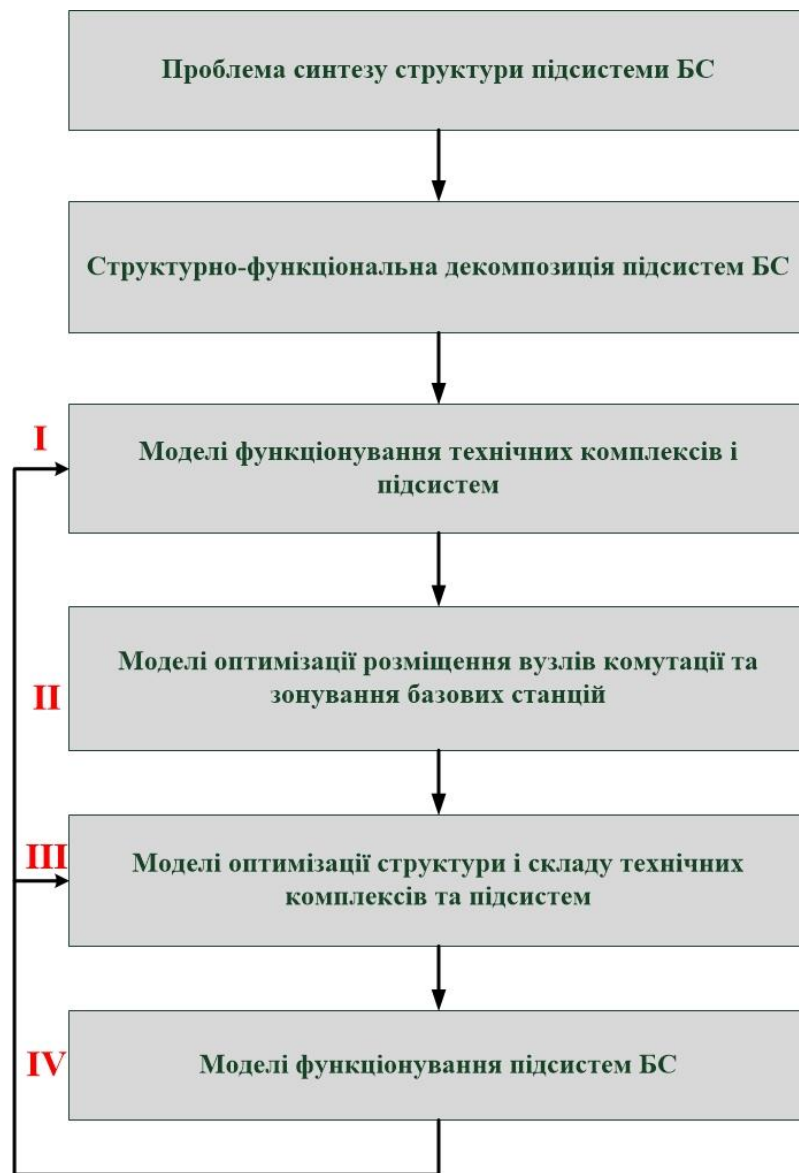 Проблема синтезу структури підсистеми БС
Структурно-функціональна декомпозиція підсистем БС
I
Моделі функціонування технічних комплексів і
підсистем
II
Моделі оптимізації розміщення вузлів комутації та
зонування базових станцій
III
Моделі оптимізації структури і складу технічних
комплексів та підсистем
IV
Моделі функціонування підсистем БС